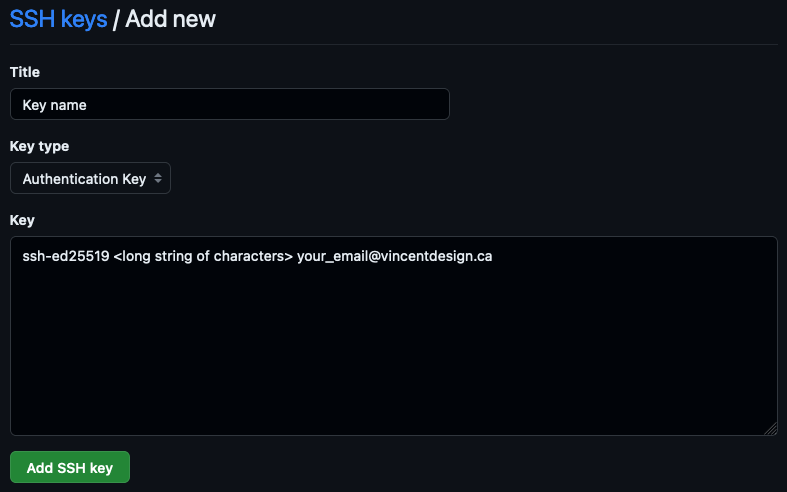 SSH keys / Add new
Title
Key name
Key type
Authentication Key
Key
ssh-ed25519 <long string of characters> your_email@vincentdesign.ca
Add SSH key